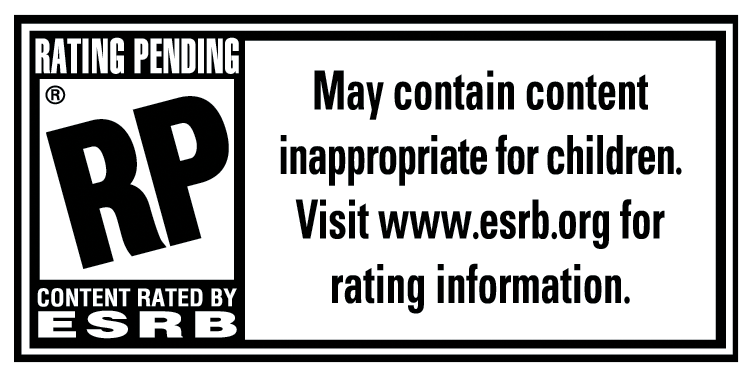 RATING PENDING
®
RP
CONTENT RATED BY
ESRB
May contain content
inappropriate for children.
Visit www.esrb.org for
rating information.